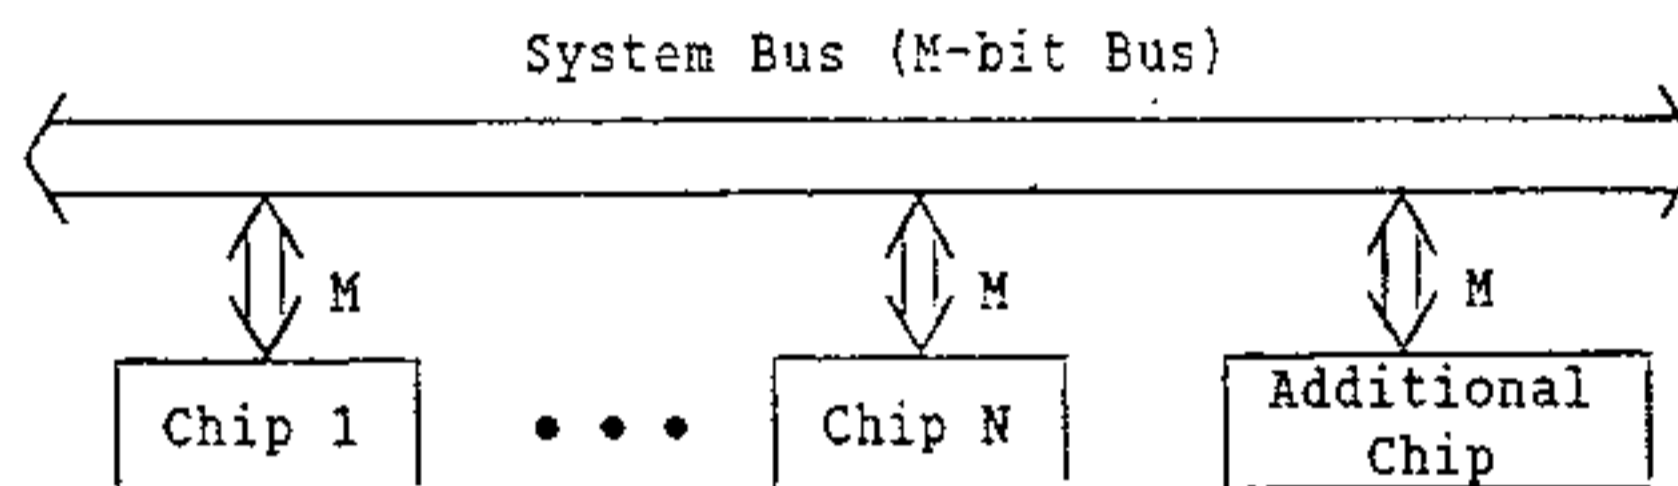 System Bus (M-bit Bus)
M
M
M
Chip 1
• • •
Chip N
Additional
Chip